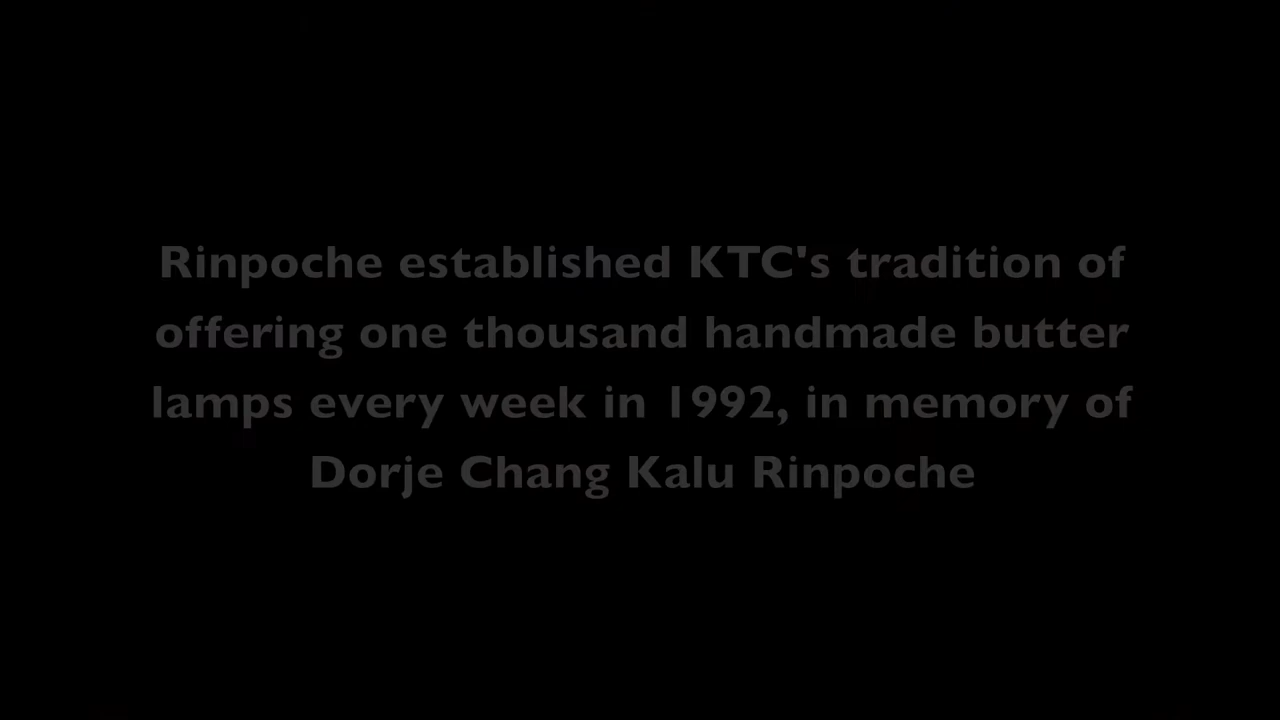 Rinpoche established KTC's tradition of
offering one thousand handmade butter
lamps every week in 1992, in memory of
Dorje Chang Kalu Rinpoche